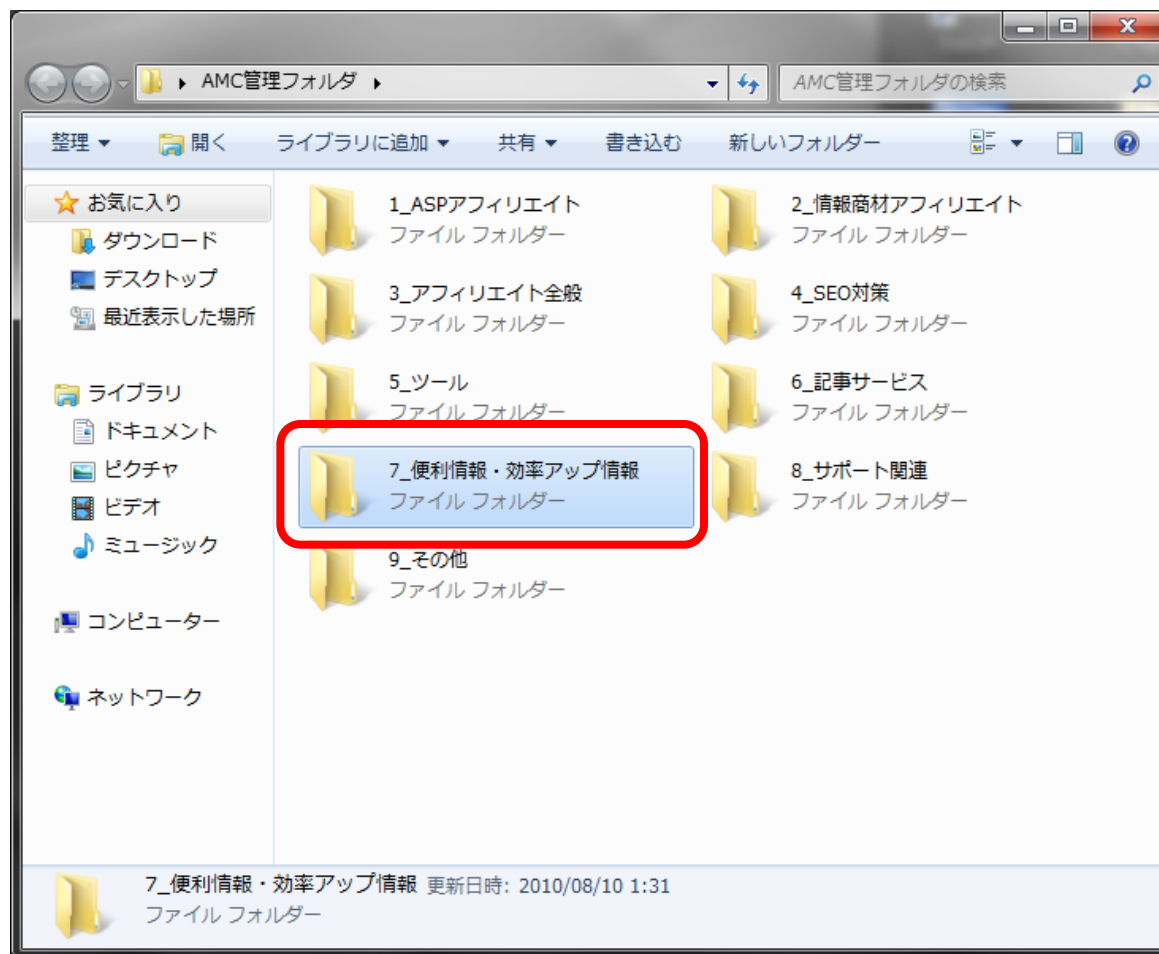 AMC管理フォルダ
AMC管理フォルダの検索
整理 開く ライブラリに追加 共有 書き込む 新しいフォルダー
お気に入り
ダウンロード
デスクトップ
最近表示した場所
ライブラリ
ドキュメント
ピクチャ
ビデオ
ミュージック
コンピューター
ネットワーク
1_ASPアフィリエイト
ファイル フォルダー
2_情報商材アフィリエイト
ファイル フォルダー
3_アフィリエイト全般
ファイル フォルダー
4_SEO対策
ファイル フォルダー
5_ツール
ファイル フォルダー
6_記事サービス
ファイル フォルダー
7_便利情報・効率アップ情報
ファイル フォルダー
8_サポート関連
ファイル フォルダー
9_その他
ファイル フォルダー
7_便利情報・効率アップ情報 更新日時: 2010/08/10 1:31
ファイル フォルダー